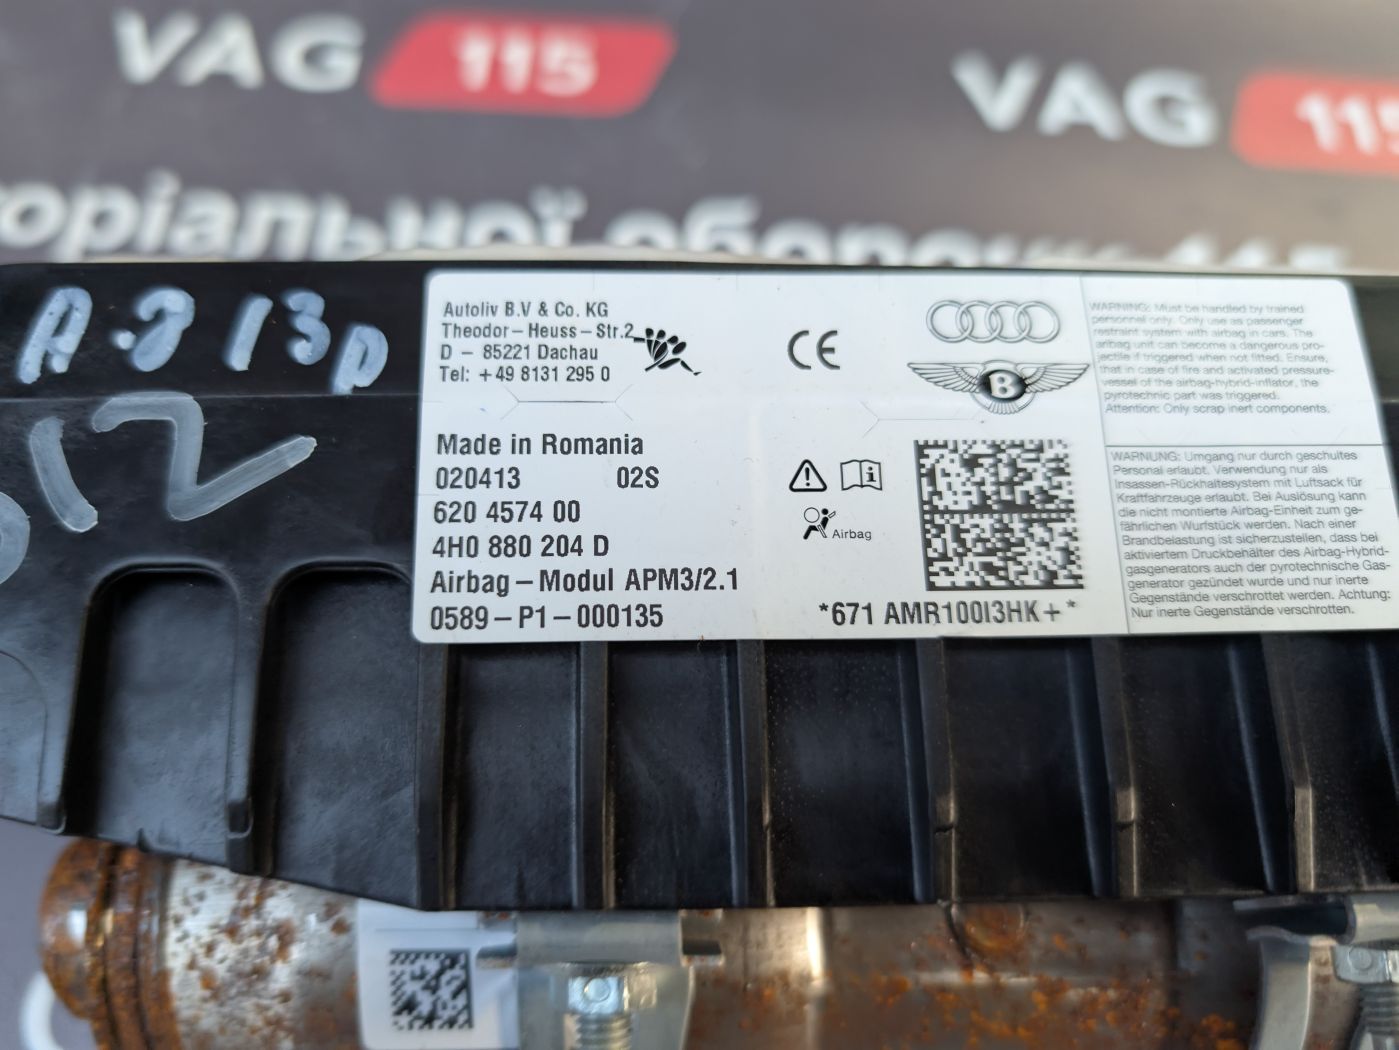 VAG 115
VAG 115
торіальної оборони 115
A-8 13p
12
Autoliv B.V & Co. KG
Theodor-Heuss-Str.2
D - 85221 Dachau
Tel: +49 8131 295 0
CE
B
Made in Romania
020413 02S
620 4574 00
4H0 880 204 D
Airbag-Modul APM3/2.1
0589-P1-000135
Airbag
*671 AMR100I3HK+*
WARNING: Must be handled by trained
personnel only. Only use as passenger
restraint system with airbag in cars. The
airbag unit can become a dangerous pro-
jectile if triggered when not fitted. Ensure,
that in case of fire and activated pressure-
vessel of the airbag-hybrid-inflator, the
pyrotechnic part was triggered.
Attention: Only scrap inert components.
WARNUNG: Umgang nur durch geschultes
Personal erlaubt. Verwendung nur als
Insassen-Rückhaltesystem mit Luftsack für
Kraftfahrzeuge erlaubt. Bei Auslösung kann
die nicht montierte Airbag-Einheit zum ge-
fährlichen Wurfstück werden. Nach einer
Brandbelastung ist sicherzustellen, dass bei
aktiviertem Druckbehälter des Airbag-Hybrid-
gasgenerators auch der pyrotechnische Gas-
generator gezündet wurde und nur inerte
Gegenstände verschrottet werden. Achtung:
Nur inerte Gegenstände verschrotten.